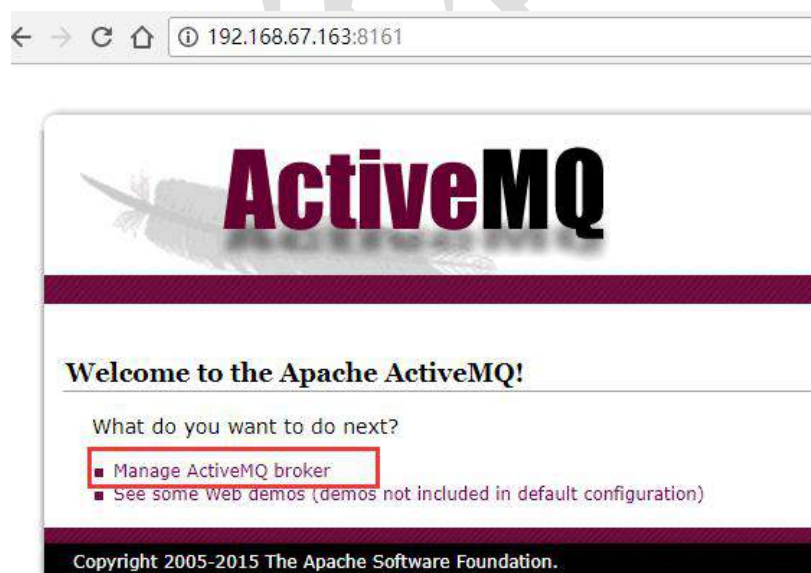 192.168.67.163:8161
ActiveMQ
Welcome to the Apache ActiveMQ!
What do you want to do next?
Manage ActiveMQ broker
See some Web demos (demos not included in default configuration)
Copyright 2005-2015 The Apache Software Foundation.